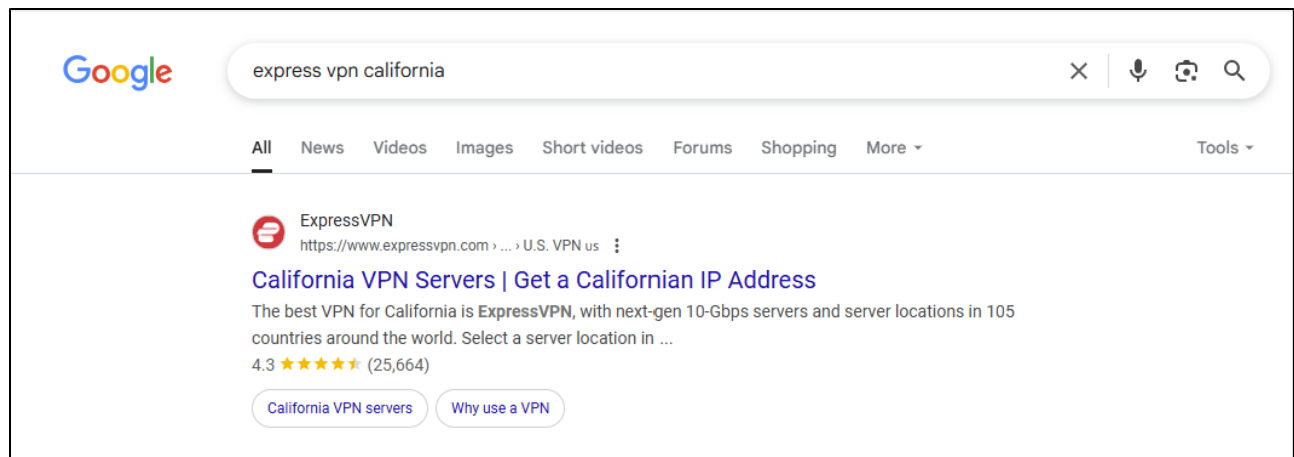 Google
express vpn california
All News Videos Images Short videos Forums Shopping More Tools
ExpressVPN
https://www.expressvpn.com › ... › U.S. VPN us
California VPN Servers | Get a Californian IP Address
The best VPN for California is ExpressVPN, with next-gen 10-Gbps servers and server locations in 105
countries around the world. Select a server location in ...
4.3 ★★★★★ (25,664)
California VPN servers Why use a VPN